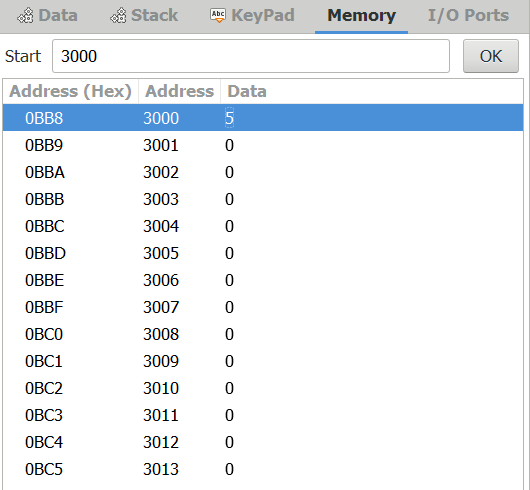 Data Stack Abc KeyPad Memory I/O Ports
Start 3000 OK
Address (Hex) Address Data
0BB8 3000 5
0BB9 3001 0
0BBA 3002 0
0BBB 3003 0
0BBC 3004 0
0BBD 3005 0
0BBE 3006 0
0BBF 3007 0
0BC0 3008 0
0BC1 3009 0
0BC2 3010 0
0BC3 3011 0
0BC4 3012 0
0BC5 3013 0